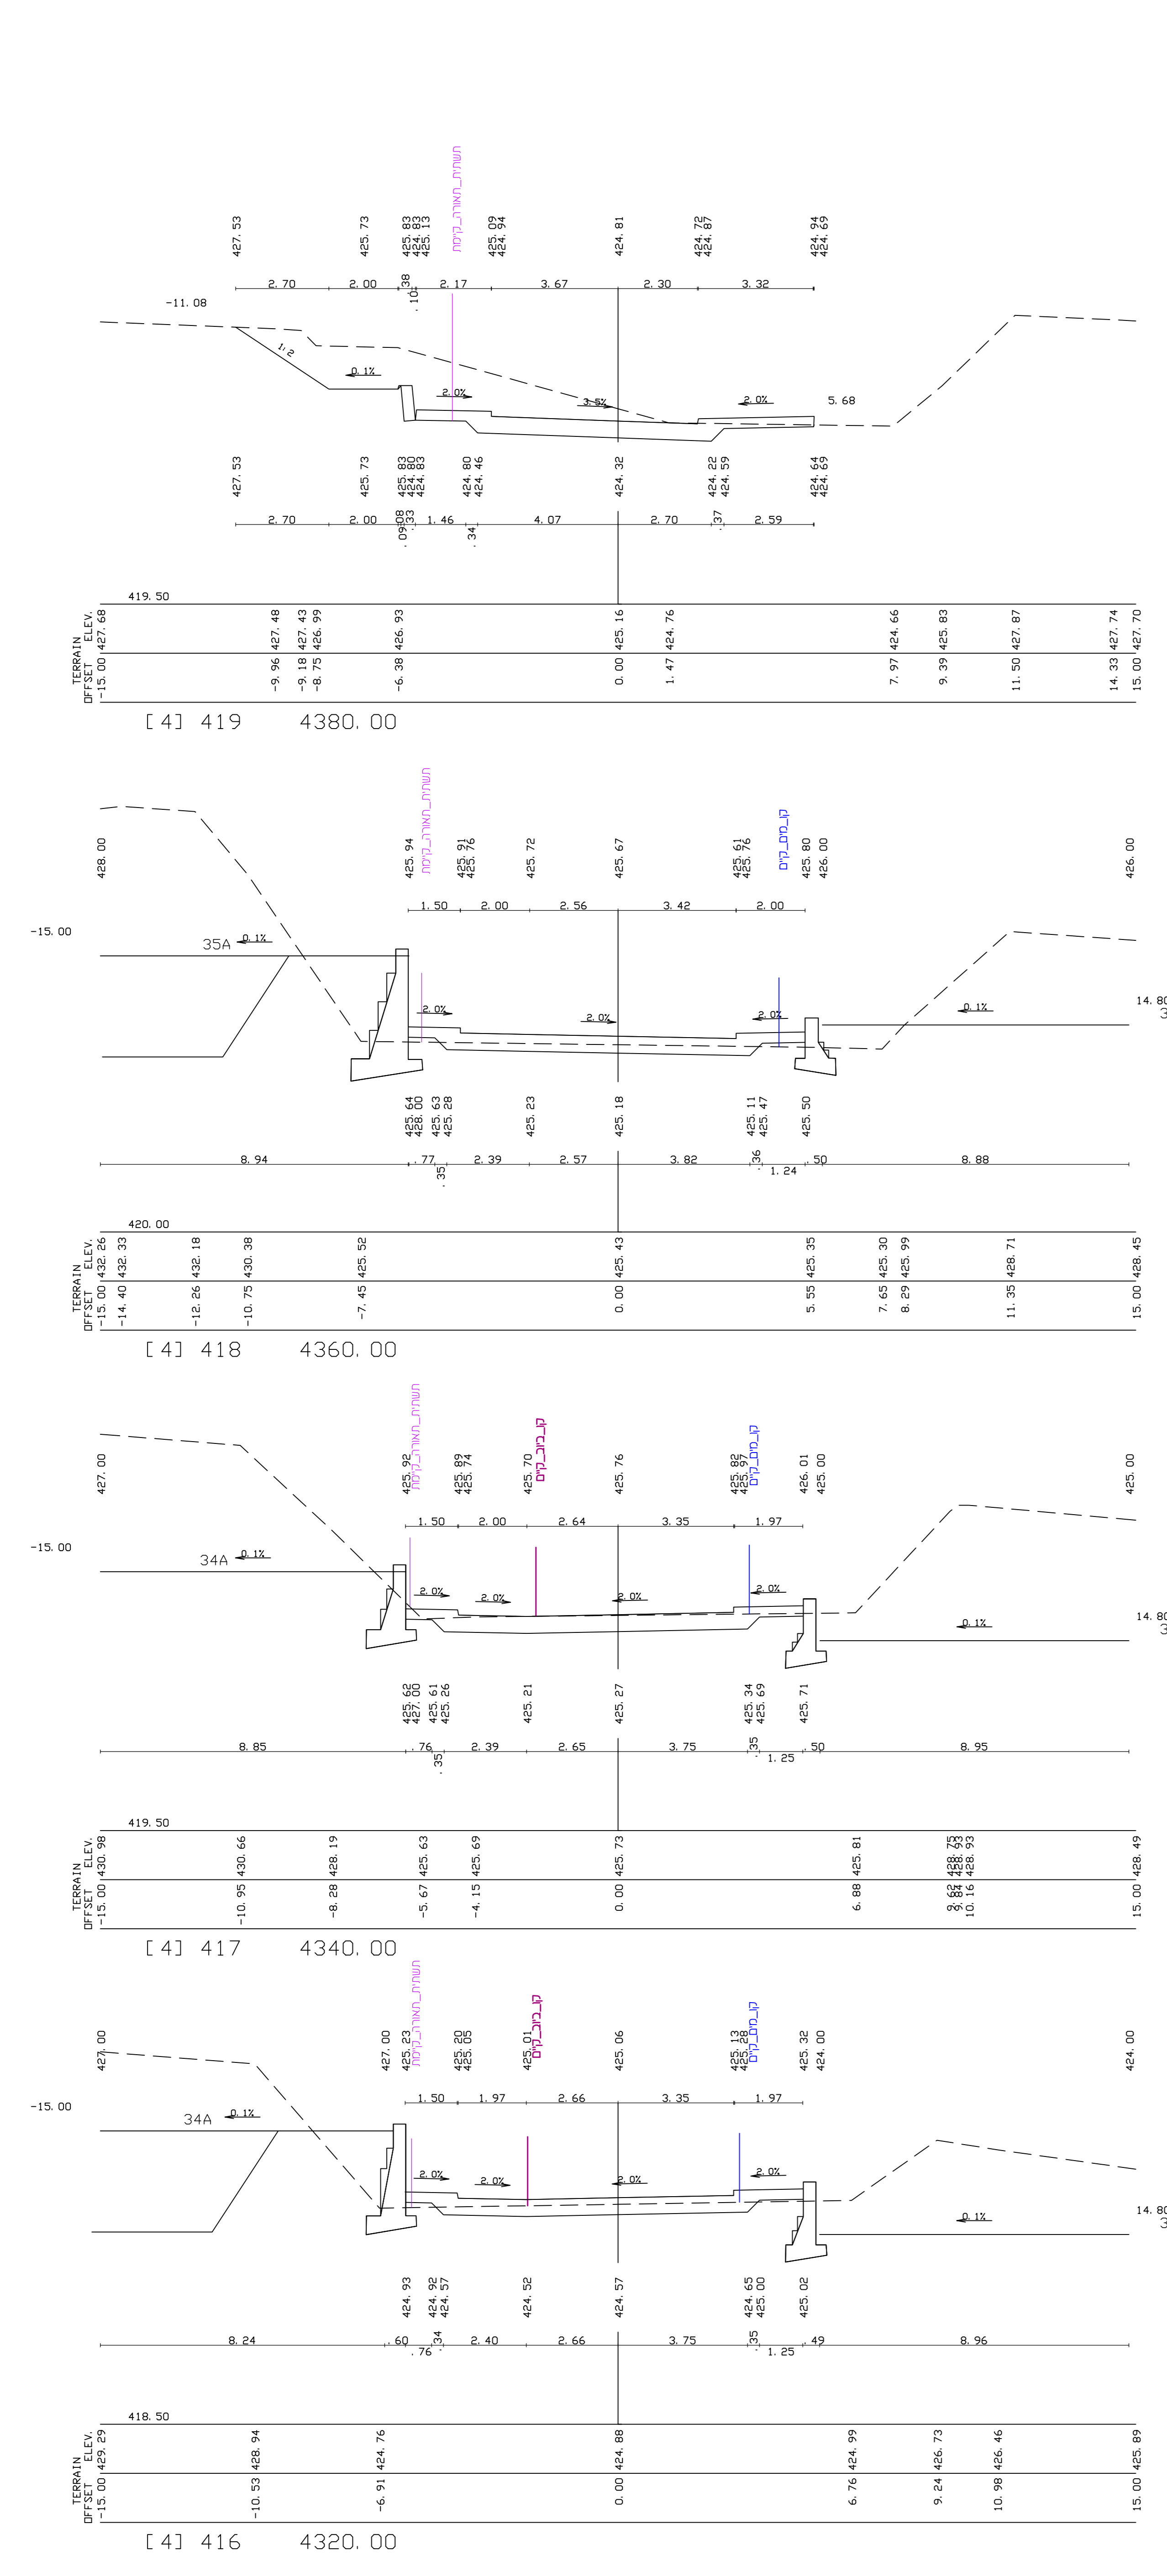 תשתית_תאורה_קיימת
427.53 425.73 425.83 424.83 425.13 425.09 424.94 424.81 424.72 424.87 424.94 424.69
2.70 2.00 .38 .10 2.17 3.67 2.30 3.32
-11.08
1:2 0.1% 2.0% 3.5% 2.0% 5.68
427.53 425.73 425.83 424.80 424.83 424.80 424.46 424.32 424.22 424.59 424.64 424.69
2.70 2.00 .09 .08 .33 1.46 .34 4.07 2.70 .37 2.59
419.50
TERRAIN
ELEV. 427.68 427.48 427.43 426.99 426.93 425.16 424.76 424.66 425.83 427.87 427.74 427.70
OFFSET -15.00 -9.96 -9.18 -8.75 -6.38 0.00 1.47 7.97 9.39 11.50 14.33 15.00
[4] 419 4380.00
תשתית_תאורה_קיימת קו_מים_קיים
428.00 425.94 425.91 425.76 425.72 425.67 425.61 425.76 425.80 426.00 426.00
1.50 2.00 2.56 3.42 2.00
-15.00 35A 0.1% 2.0% 2.0% 2.0% 0.1% 14.80
425.64 428.00 425.63 425.28 425.23 425.18 425.11 425.47 425.50
8.94 .77 .35 2.39 2.57 3.82 .36 1.24 .50 8.88
420.00
TERRAIN
ELEV. 432.26 432.33 432.18 430.38 425.52 425.43 425.35 425.30 425.99 428.71 428.45
OFFSET -15.00 -14.40 -12.26 -10.75 -7.45 0.00 5.55 7.65 8.29 11.35 15.00
[4] 418 4360.00
תשתית_תאורה_קיימת קו_ביוב_קיים קו_מים_קיים
427.00 425.92 425.89 425.74 425.70 425.76 425.82 425.97 426.01 425.00 425.00
1.50 2.00 2.64 3.35 1.97
-15.00 34A 0.1% 2.0% 2.0% 2.0% 2.0% 0.1% 14.80
425.62 427.00 425.61 425.26 425.21 425.27 425.34 425.69 425.71
8.85 .76 .35 2.39 2.65 3.75 .35 1.25 .50 8.95
419.50
TERRAIN
ELEV. 430.98 430.66 428.19 425.63 425.69 425.73 425.81 428.75 428.93 428.93 428.49
OFFSET -15.00 -10.95 -8.28 -5.67 -4.15 0.00 6.88 9.62 9.84 10.16 15.00
[4] 417 4340.00
תשתית_תאורה_קיימת קו_ביוב_קיים קו_מים_קיים
427.00 427.00 425.23 425.20 425.05 425.01 425.06 425.13 425.28 425.32 424.00 424.00
1.50 1.97 2.66 3.35 1.97
-15.00 34A 0.1% 2.0% 2.0% 2.0% 2.0% 0.1% 14.80
424.93 424.92 424.57 424.52 424.57 424.65 425.00 425.02
8.24 .60 .76 .34 2.40 2.66 3.75 .35 1.25 .49 8.96
418.50
TERRAIN
ELEV. 429.29 428.94 424.76 424.88 424.99 426.73 426.46 425.89
OFFSET -15.00 -10.53 -6.91 0.00 6.76 9.24 10.98 15.00
[4] 416 4320.00